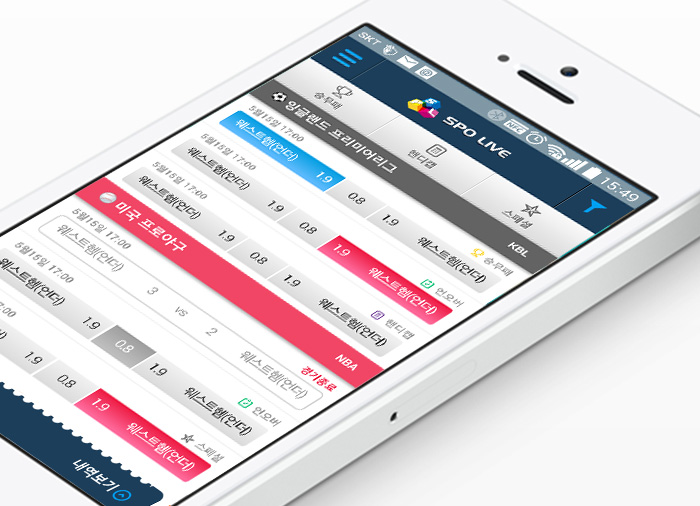 SKT
NFC
15:49
SPO LIVE
승무패
핸디캡
스페셜
잉글랜드 프리미어리그
KBL
5월15일 17:00
승무패
웨스트햄(언더) 1.9 0.8 1.9 웨스트햄(언더)
5월15일 17:00
언오버
웨스트햄(언더) 1.9 0.8 1.9 웨스트햄(언더)
5월15일 17:00
핸디캡
웨스트햄(언더) 1.9 0.8 1.9 웨스트햄(언더)
미국 프로야구
NBA
5월15일 17:00
경기종료
웨스트햄(언더) 3 vs 2 웨스트햄(언더)
5월15일 17:00
언오버
웨스트햄(언더) 1.9 0.8 1.9 웨스트햄(언더)
17:00
스페셜
1.9 0.8 1.9 웨스트햄(언더)
내역보기